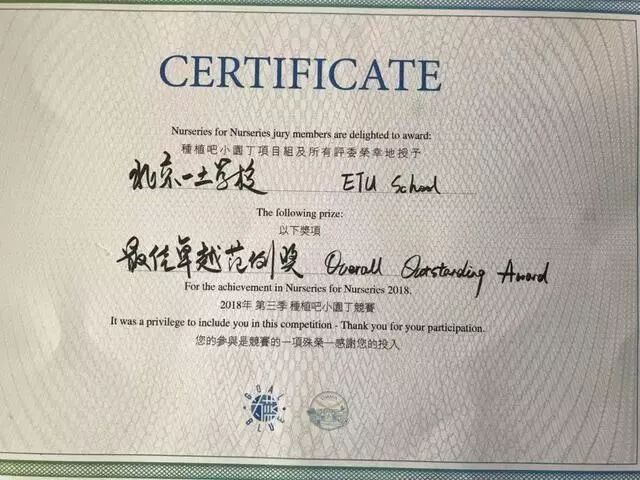 CERTIFICATE
Nurseries for Nurseries jury members are delighted to award:
種植吧小園丁項目組及所有評委榮幸地授予
北京一土学校 ETU School
The following prize:
以下獎項
最佳卓越范例奖 Overall Outstanding Award
For the achievement in Nurseries for Nurseries 2018.
2018年 第三季 種植吧小園丁競賽
It was a privilege to include you in this competition - Thank you for your participation.
您的參與是競賽的一項殊榮—感謝您的投入
GOAL
BLUE